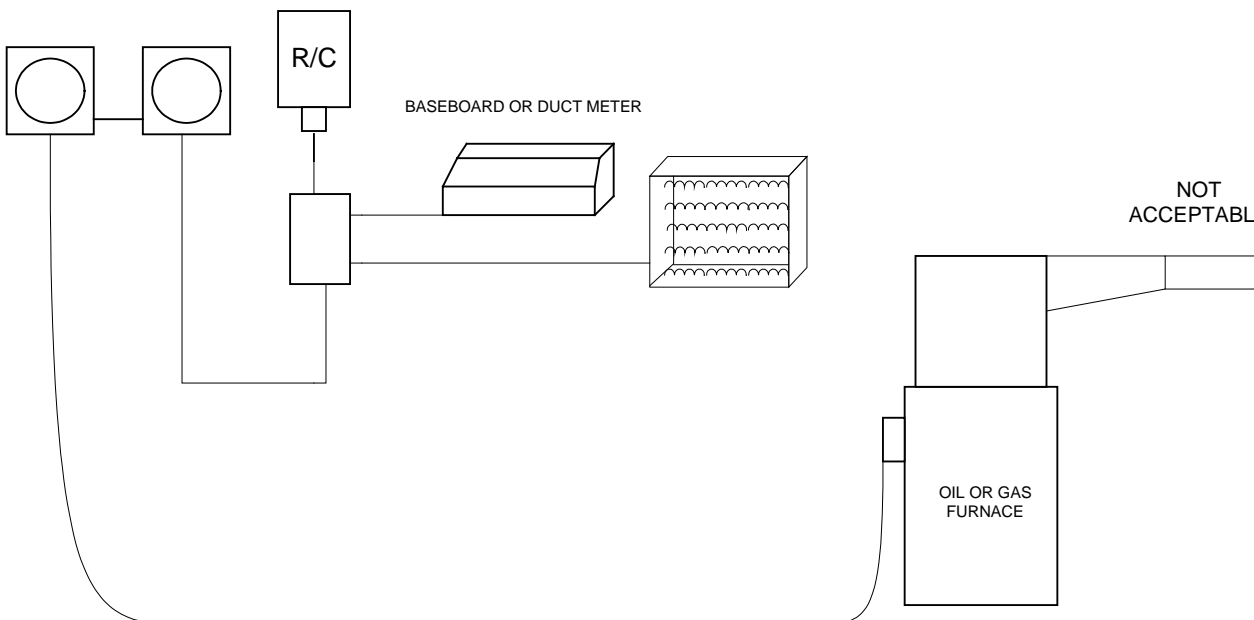 R/C
BASEBOARD OR DUCT METER
NOT
ACCEPTABL
OIL OR GAS
FURNACE